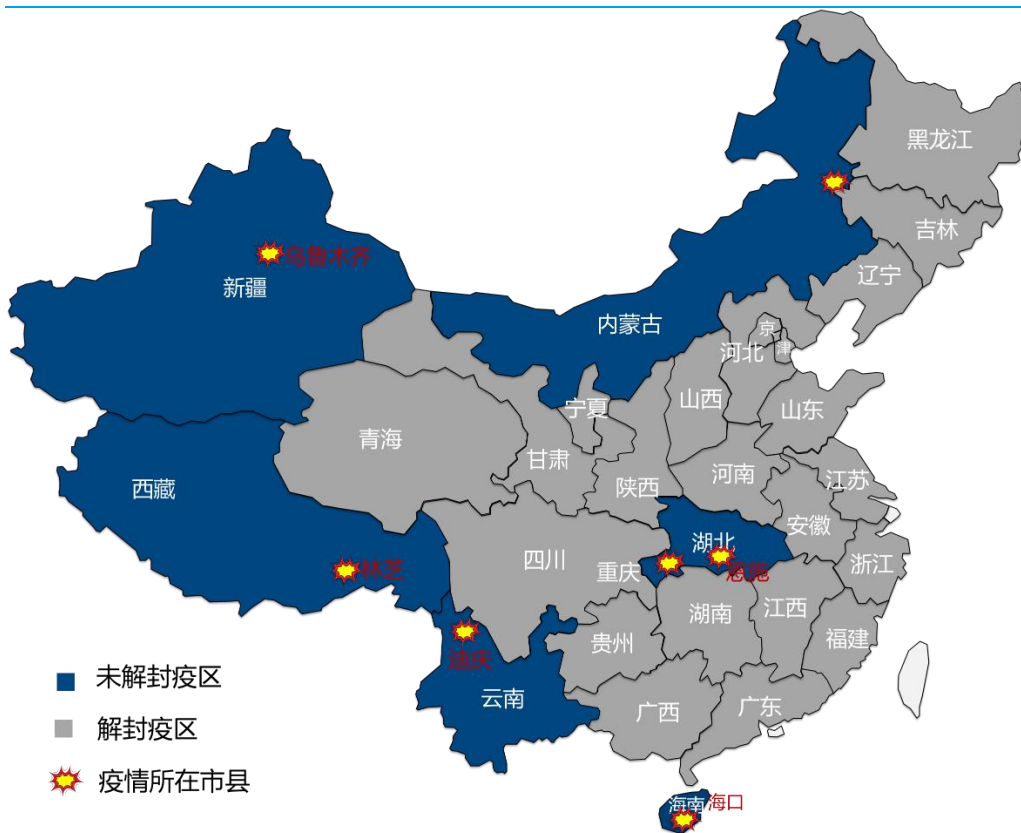 黑龙江
吉林
辽宁
乌鲁木齐
新疆
内蒙古
京
津
河北
山西
山东
宁夏
青海
甘肃
陕西
河南
江苏
安徽
西藏
四川
重庆
湖北
恩施
浙江
林芝
湖南
江西
福建
贵州
迪庆
云南
广西
广东
海南
海口
未解封疫区
解封疫区
疫情所在市县